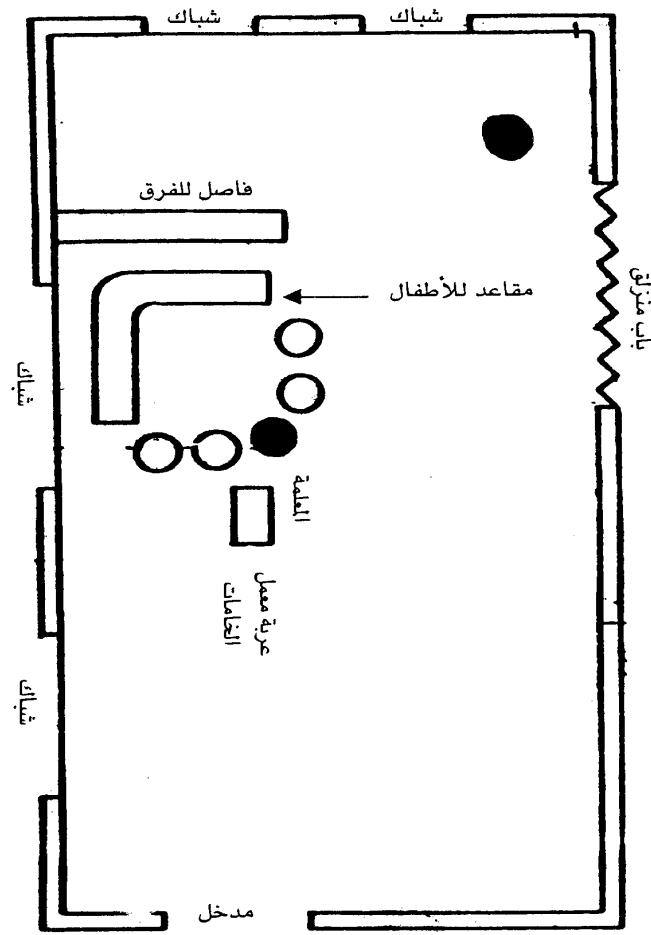 شباك
شباك
فاصل للفرق
مقاعد للأطفال
باب منزلق
شباك
المعلمة
عربة معمل
الخامات
شباك
مدخل